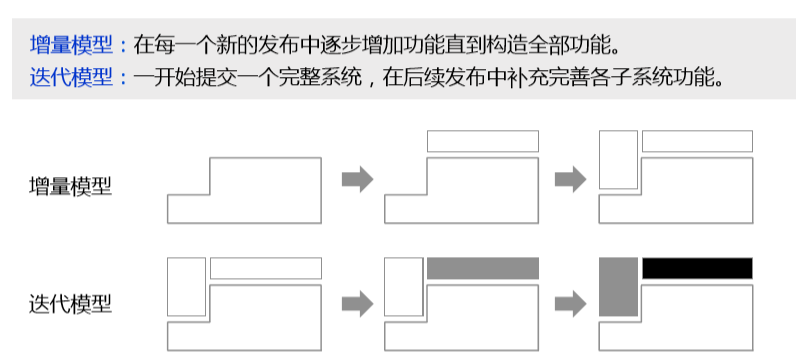 增量模型：在每一个新的发布中逐步增加功能直到构造全部功能。
迭代模型：一开始提交一个完整系统，在后续发布中补充完善各子系统功能。
增量模型
迭代模型